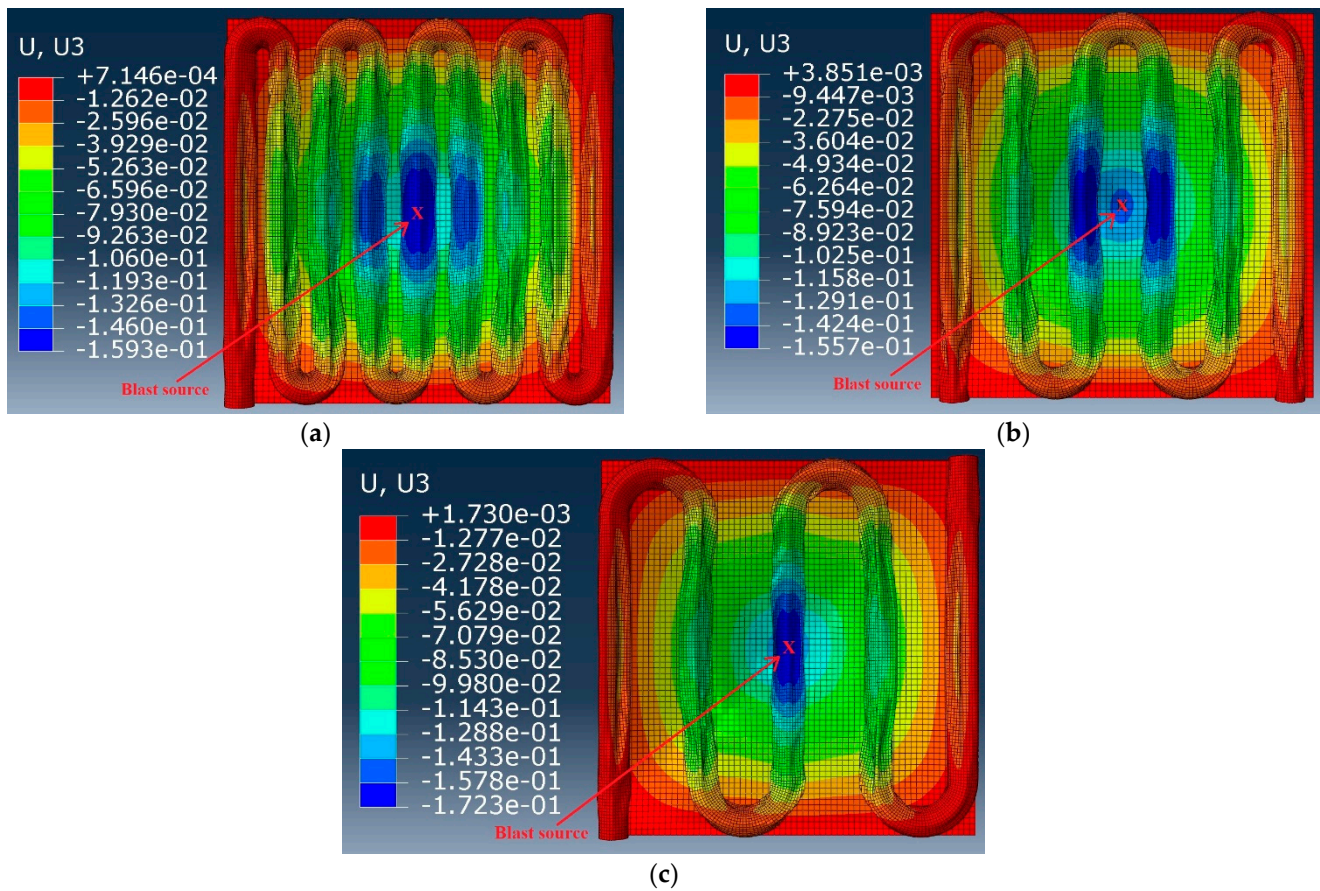 U, U3
+7.146e-04
-1.262e-02
-2.596e-02
-3.929e-02
-5.263e-02
-6.596e-02
-7.930e-02
-9.263e-02
-1.060e-01
-1.193e-01
-1.326e-01
-1.460e-01
-1.593e-01
X
Blast source
(a)
U, U3
+3.851e-03
-9.447e-03
-2.275e-02
-3.604e-02
-4.934e-02
-6.264e-02
-7.594e-02
-8.923e-02
-1.025e-01
-1.158e-01
-1.291e-01
-1.424e-01
-1.557e-01
X
Blast source
(b)
U, U3
+1.730e-03
-1.277e-02
-2.728e-02
-4.178e-02
-5.629e-02
-7.079e-02
-8.530e-02
-9.980e-02
-1.143e-01
-1.288e-01
-1.433e-01
-1.578e-01
-1.723e-01
X
Blast source
(c)